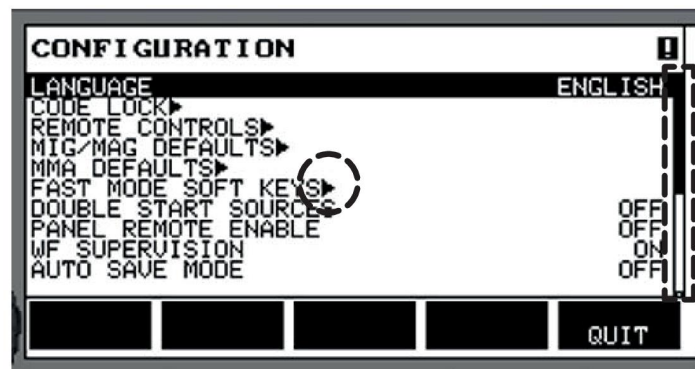 CONFIGURATION
LANGUAGE ENGLISH
CODE LOCK▶
REMOTE CONTROLS▶
MIG/MAG DEFAULTS▶
MMA DEFAULTS▶
FAST MODE SOFT KEYS▶
DOUBLE START SOURCES OFF
PANEL REMOTE ENABLE OFF
WF SUPERVISION ON
AUTO SAVE MODE OFF
QUIT